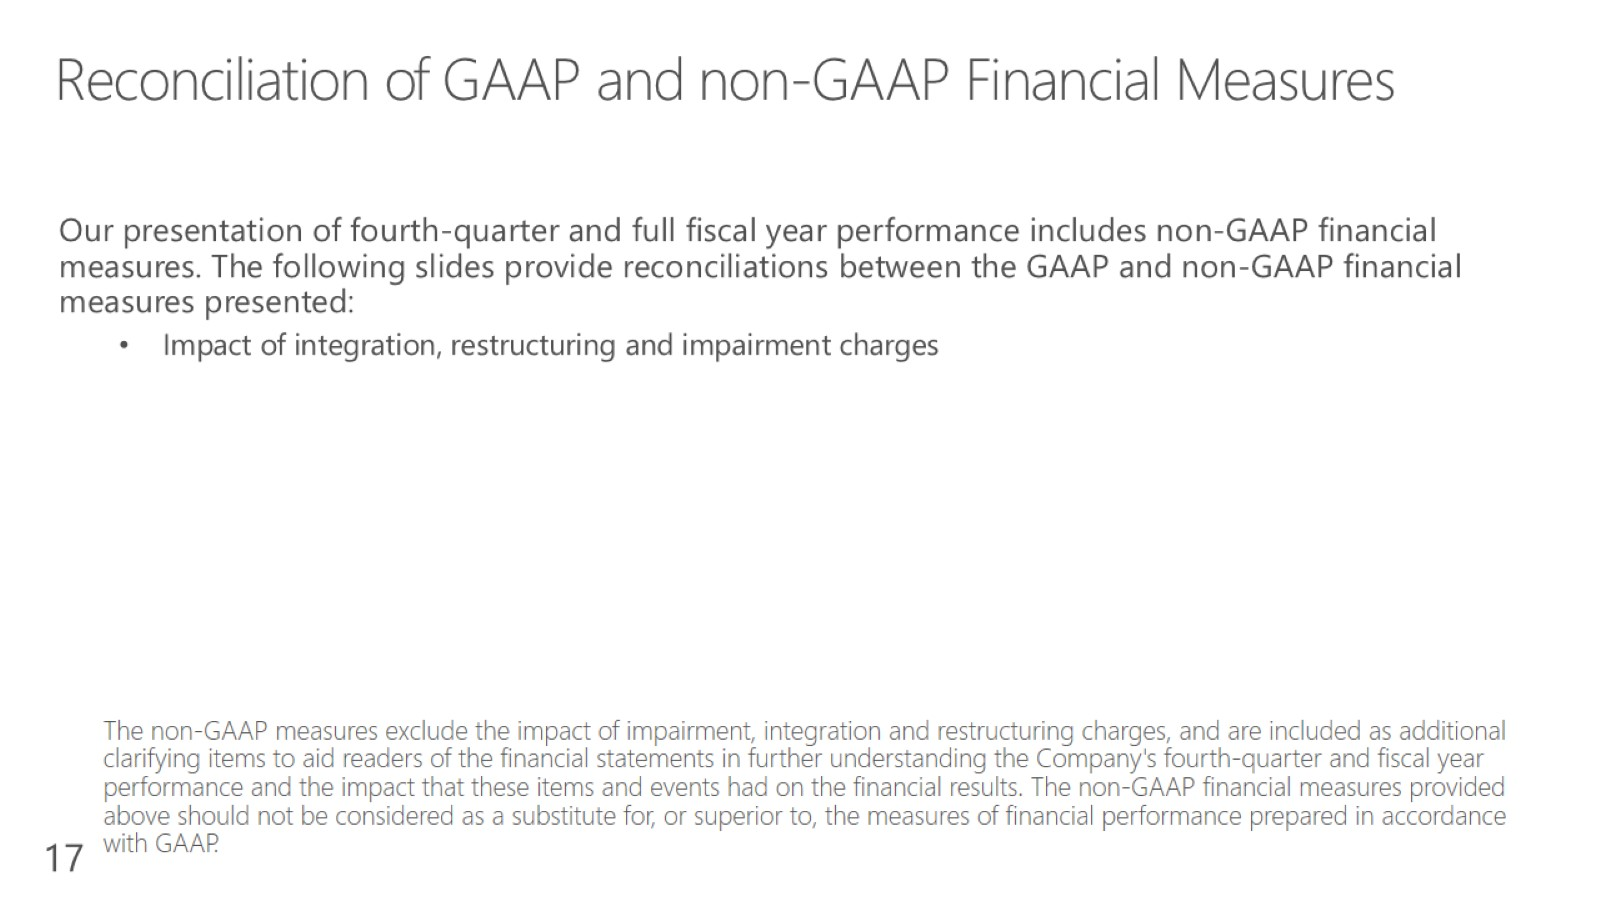 Reconciliation of GAAP and non-GAAP Financial Measures
Our presentation of fourth-quarter and full fiscal year performance includes non-GAAP financial
measures. The following slides provide reconciliations between the GAAP and non-GAAP financial
measures presented:
• Impact of integration, restructuring and impairment charges
The non-GAAP measures exclude the impact of impairment, integration and restructuring charges, and are included as additional
clarifying items to aid readers of the financial statements in further understanding the Company's fourth-quarter and fiscal year
performance and the impact that these items and events had on the financial results. The non-GAAP financial measures provided
above should not be considered as a substitute for, or superior to, the measures of financial performance prepared in accordance
with GAAP.
17